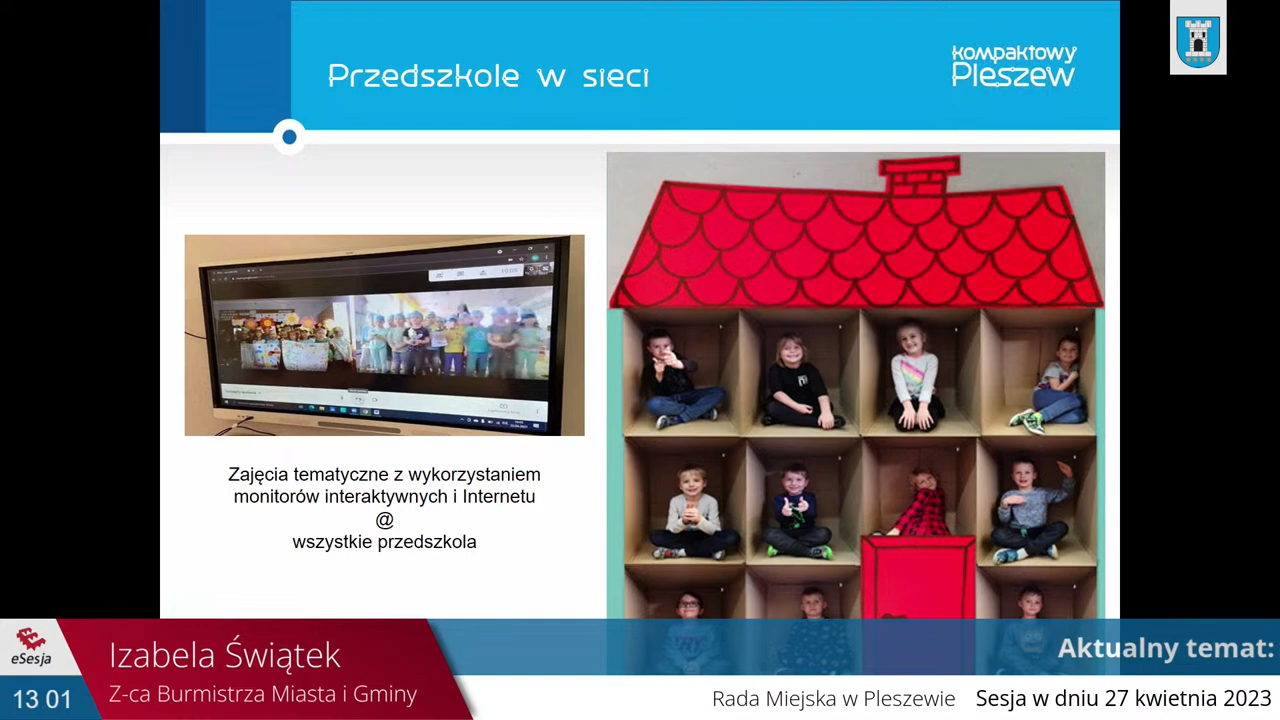 Przedszkole w sieci
kompaktowy
Pleszew
Zajęcia tematyczne z wykorzystaniem
monitorów interaktywnych i Internetu
@
wszystkie przedszkola
eSesja
13 01
Izabela Świątek
Z-ca Burmistrza Miasta i Gminy
Aktualny temat:
Rada Miejska w Pleszewie
Sesja w dniu 27 kwietnia 2023